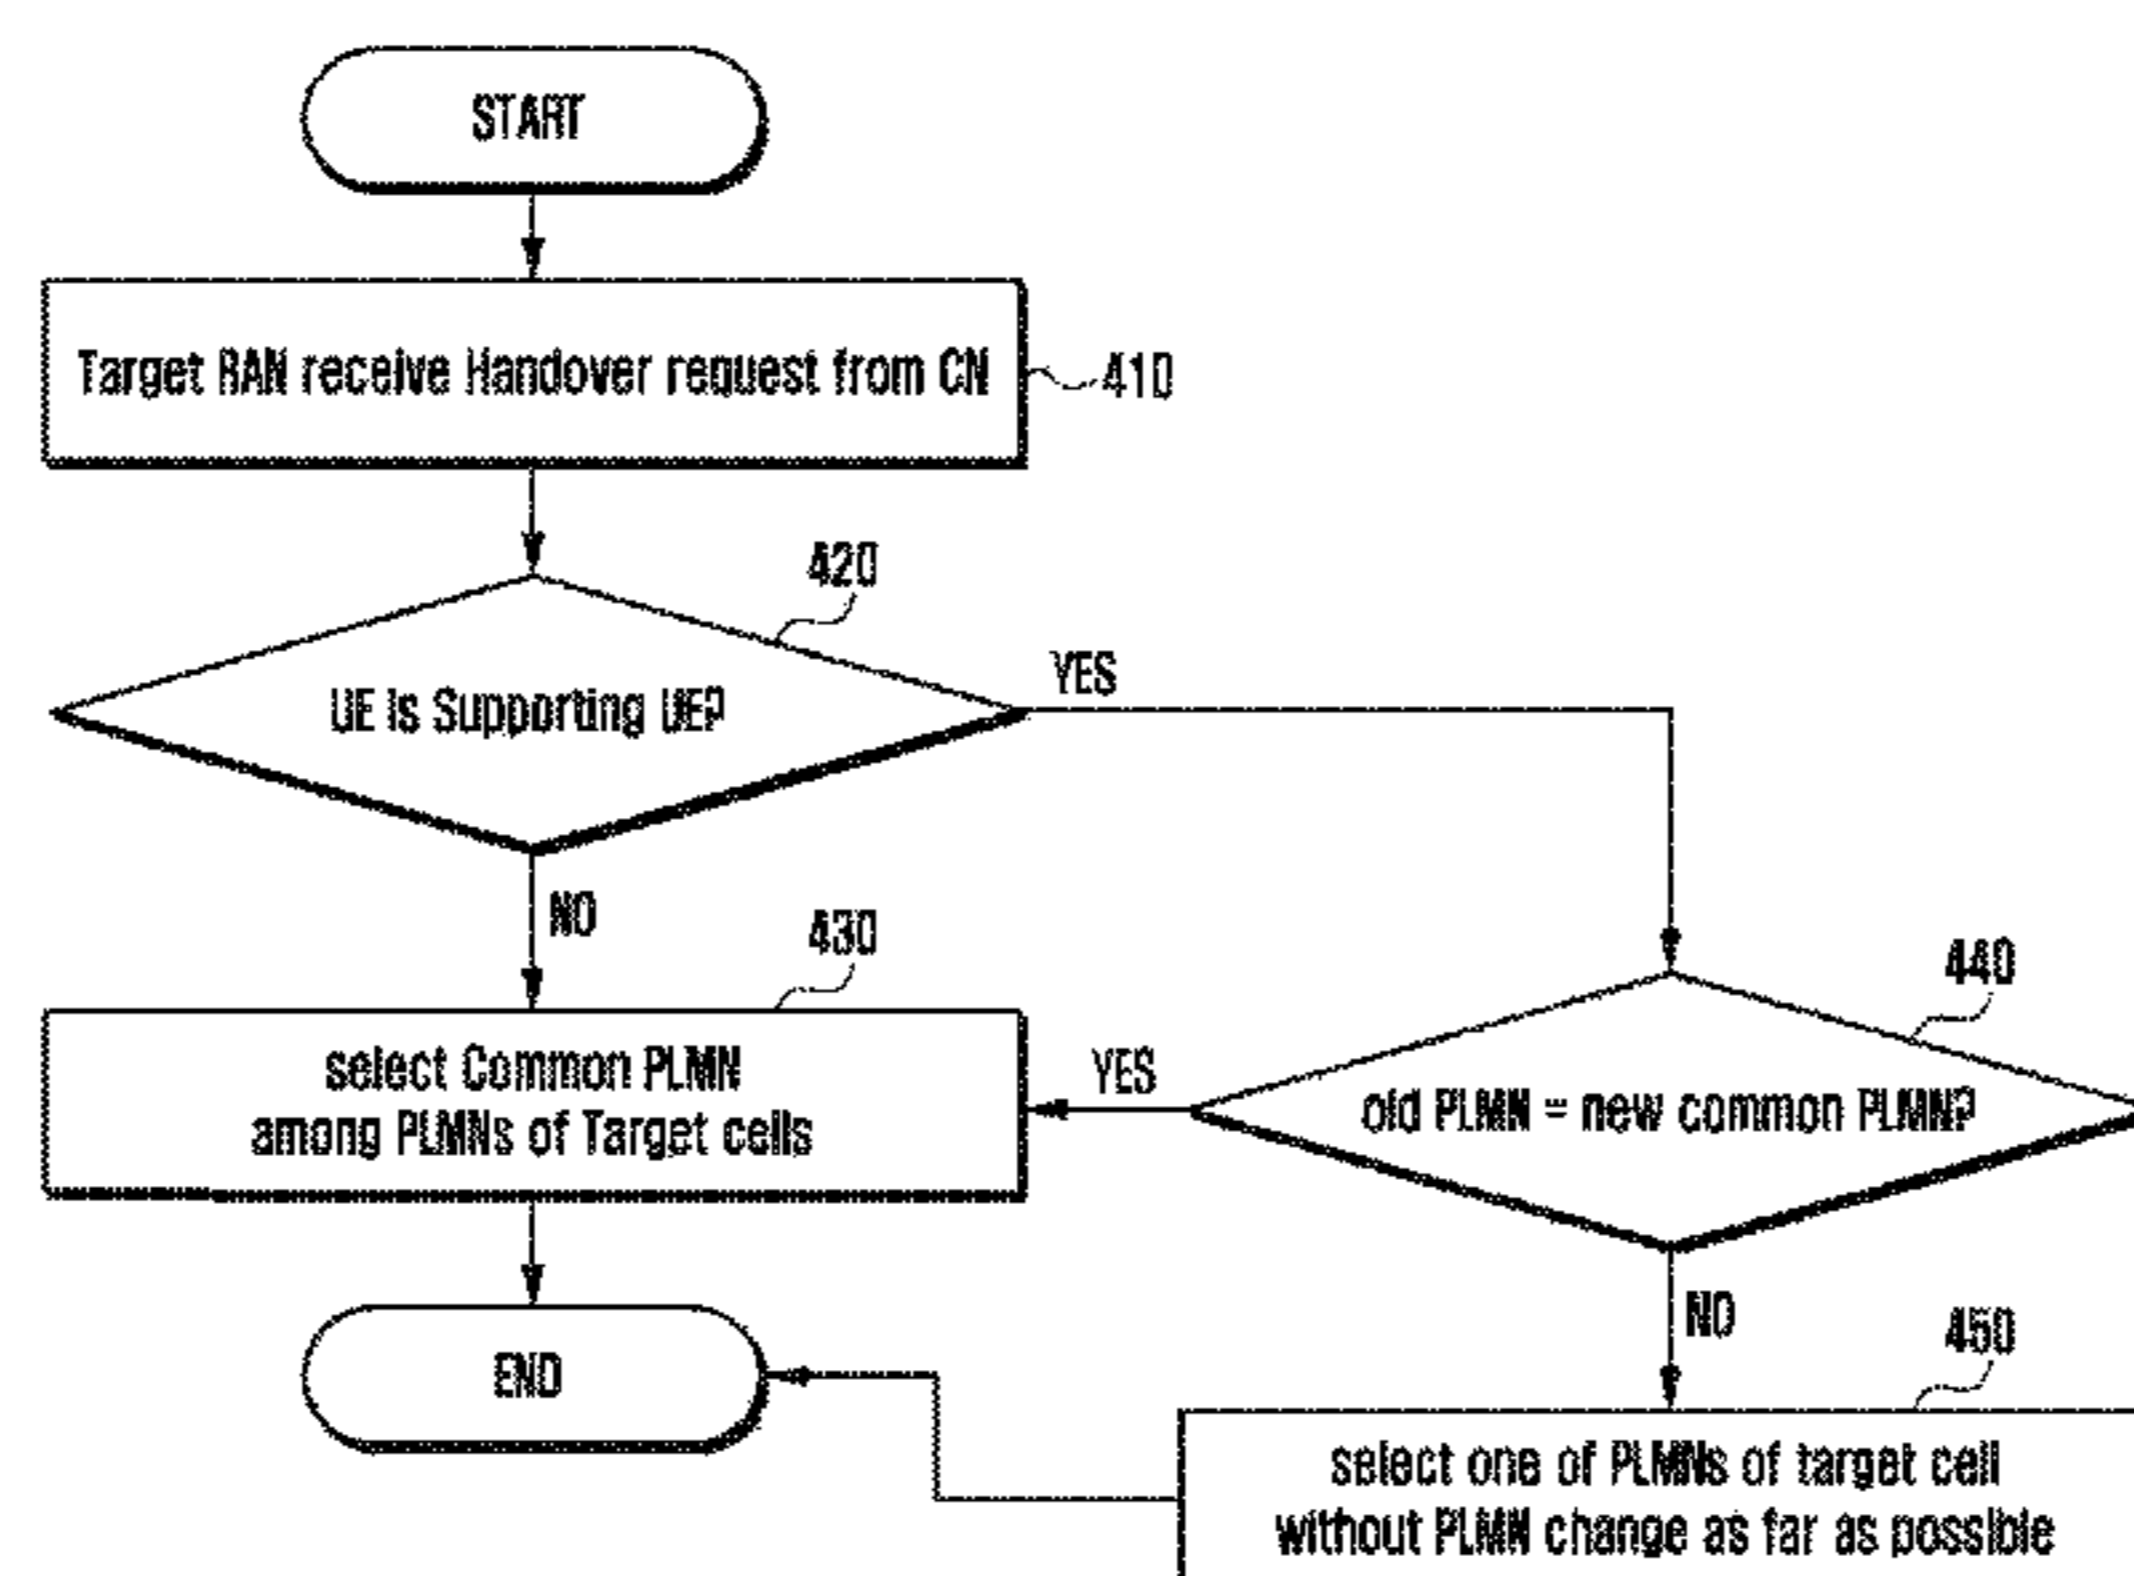 START
Target RAN receive Handover request from CN
410
420
UE is Supporting UE?
YES
NO
430
440
select Common PLMN
among PLMNs of Target cells
YES
old PLMN = new common PLMN?
NO
450
END
select one of PLMNs of target cell
without PLMN change as far as possible